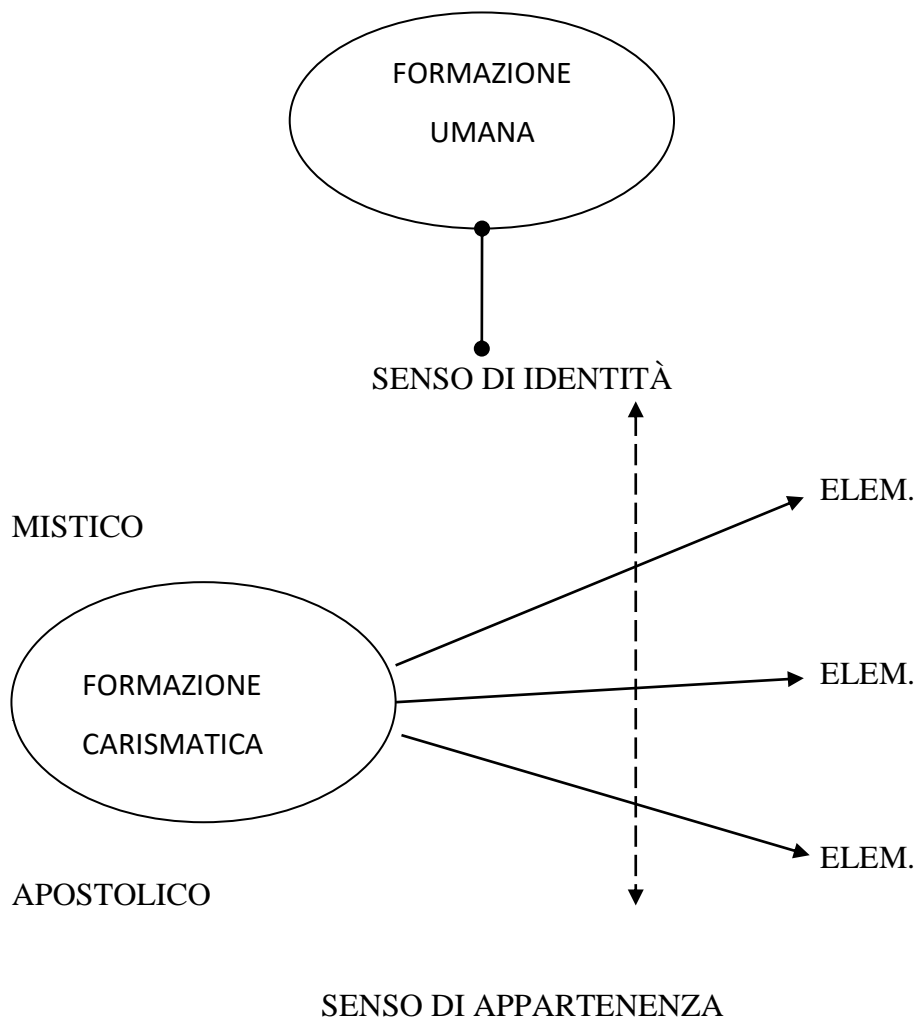 FORMAZIONE
UMANA
SENSO DI IDENTITÀ
ELEM.
MISTICO
FORMAZIONE
CARISMATICA
ELEM.
ELEM.
APOSTOLICO
SENSO DI APPARTENENZA